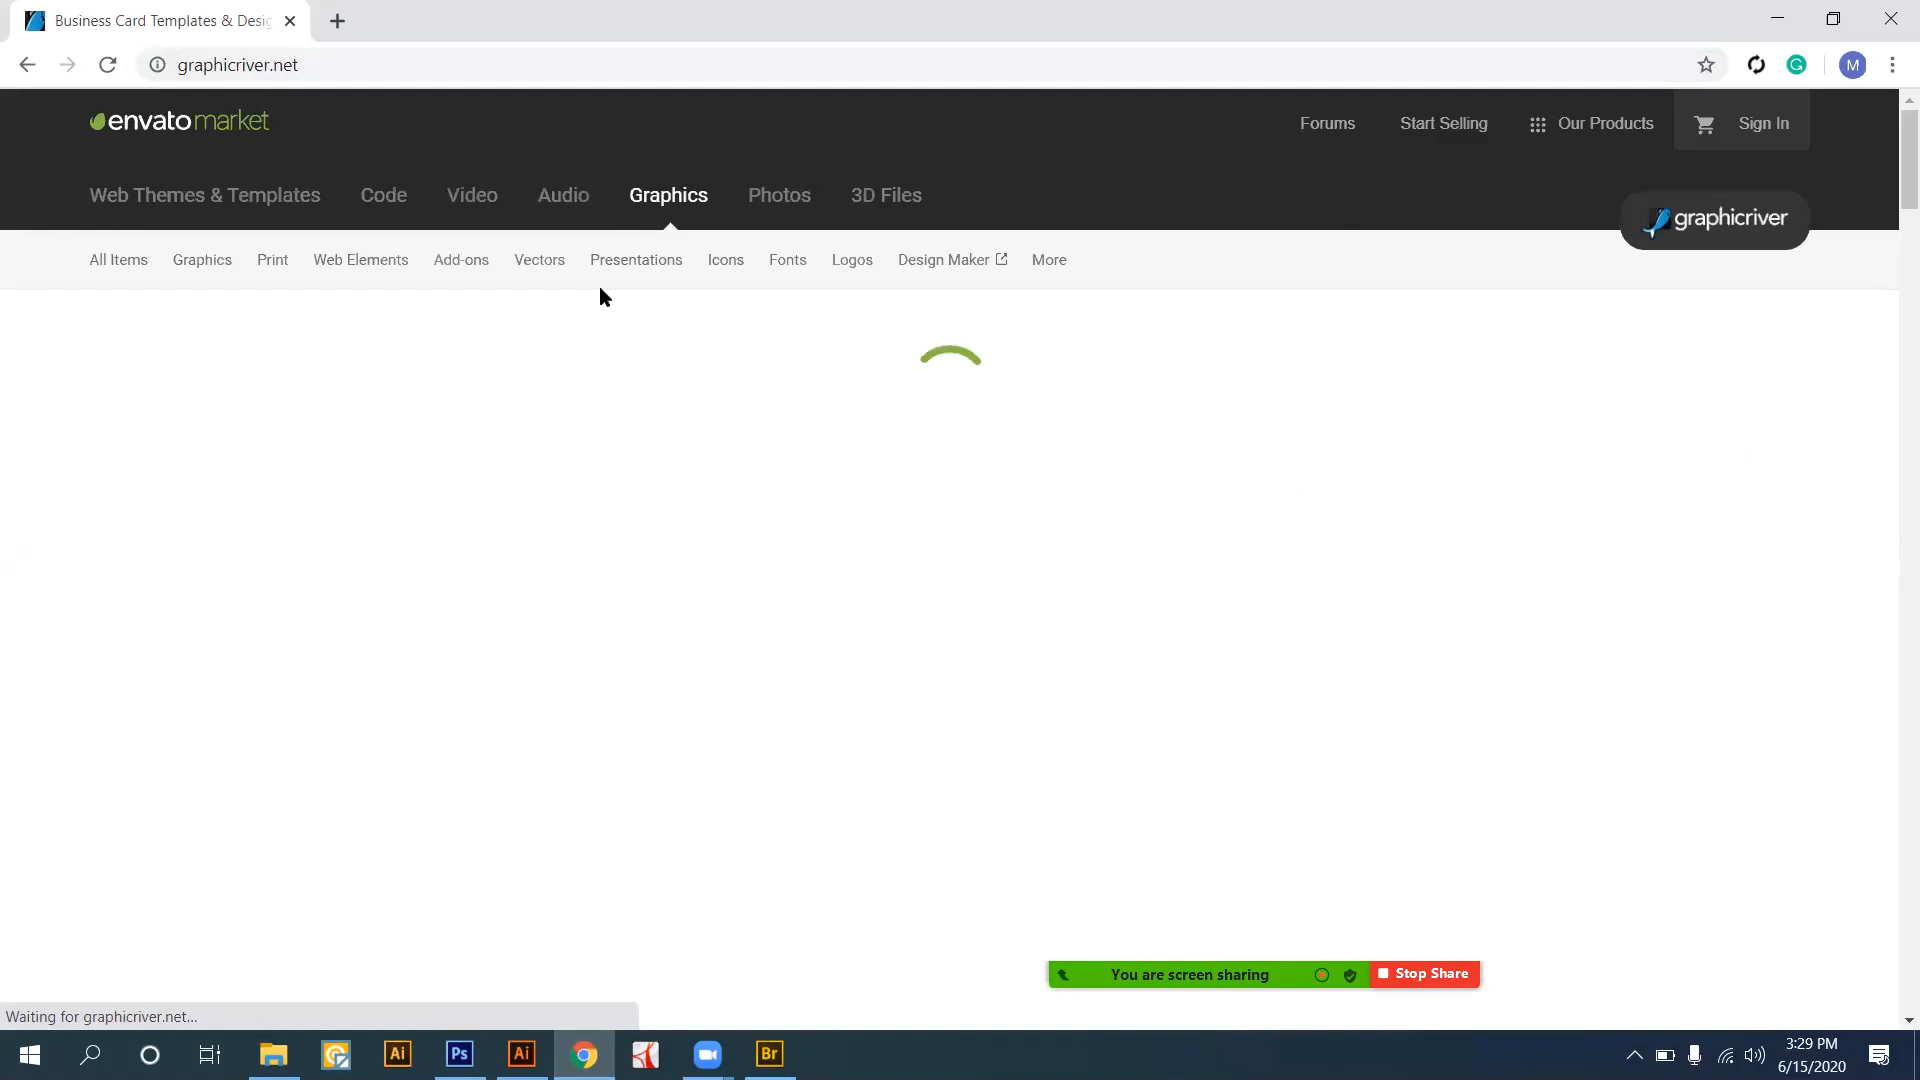 Business Card Templates & Desig
graphicriver.net
M
envatomarket
Forums
Start Selling
Our Products
Sign In
Web Themes & Templates
Code
Video
Audio
Graphics
Photos
3D Files
graphicriver
All Items
Graphics
Print
Web Elements
Add-ons
Vectors
Presentations
Icons
Fonts
Logos
Design Maker
More
You are screen sharing
Stop Share
Waiting for graphicriver.net...
Ai
Ps
Ai
Br
3:29 PM
6/15/2020